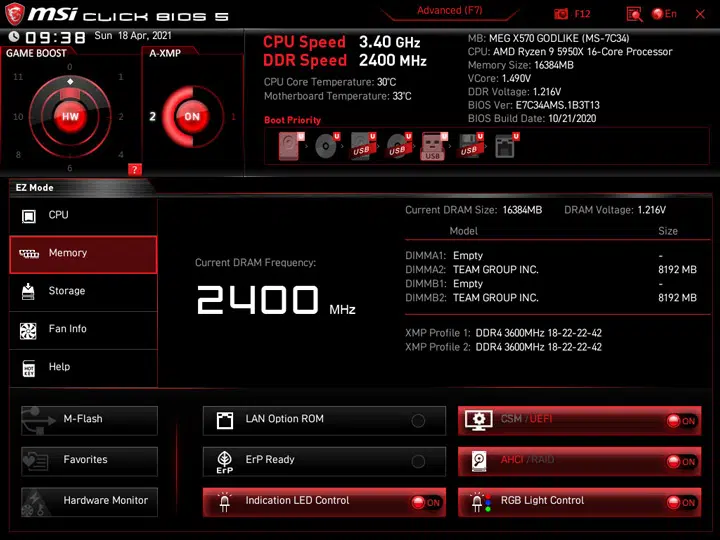 msi CLICK BIOS 5
Advanced (F7)
F12
En
09:38 Sun 18 Apr, 2021
GAME BOOST
A-XMP
0
11
1
10
2
HW
8
4
6
2
ON
1
?
CPU Speed 3.40 GHz
DDR Speed 2400 MHz
CPU Core Temperature: 30°C
Motherboard Temperature: 33°C
MB: MEG X570 GODLIKE (MS-7C34)
CPU: AMD Ryzen 9 5950X 16-Core Processor
Memory Size: 16384MB
VCore: 1.490V
DDR Voltage: 1.216V
BIOS Ver: E7C34AMS.1B3T13
BIOS Build Date: 10/21/2020
Boot Priority
U U U U U U U
USB USB USB USB
EZ Mode
CPU
Memory
Storage
Fan Info
HOT KEY Help
Current DRAM Frequency:
2400 MHz
Current DRAM Size: 16384MB DRAM Voltage: 1.216V
Model Size
DIMMA1: Empty -
DIMMA2: TEAM GROUP INC. 8192 MB
DIMMB1: Empty -
DIMMB2: TEAM GROUP INC. 8192 MB
XMP Profile 1: DDR4 3600MHz 18-22-22-42
XMP Profile 2: DDR4 3600MHz 18-22-22-42
M-Flash
Favorites
Hardware Monitor
LAN Option ROM
ErP ErP Ready
Indication LED Control ON
CSM /UEFI ON
AHCI /RAID ON
RGB Light Control ON